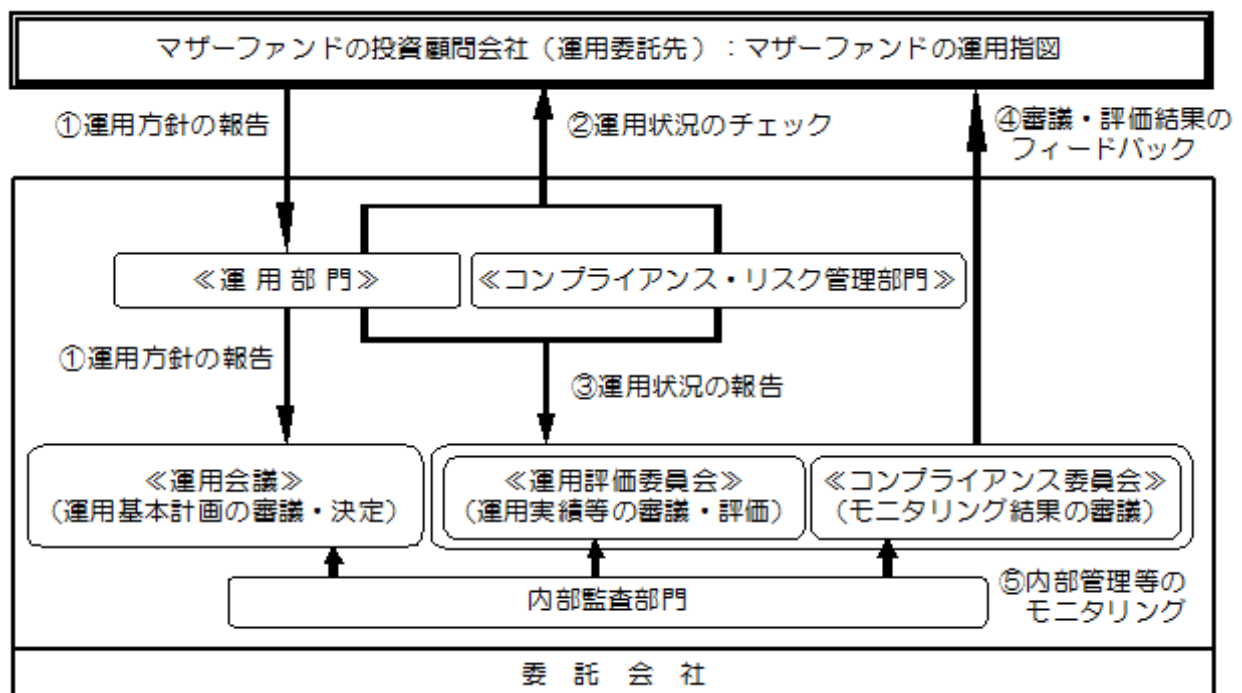 マザーファンドの投資顧問会社（運用委託先）：マザーファンドの運用指図
①運用方針の報告
②運用状況のチェック
④審議・評価結果の
フィードバック
≪運 用 部 門≫
≪コンプライアンス・リスク管理部門≫
①運用方針の報告
③運用状況の報告
≪運用会議≫
（運用基本計画の審議・決定）
≪運用評価委員会≫
（運用実績等の審議・評価）
≪コンプライアンス委員会≫
（モニタリング結果の審議）
内部監査部門
⑤内部管理等の
モニタリング
委 託 会 社